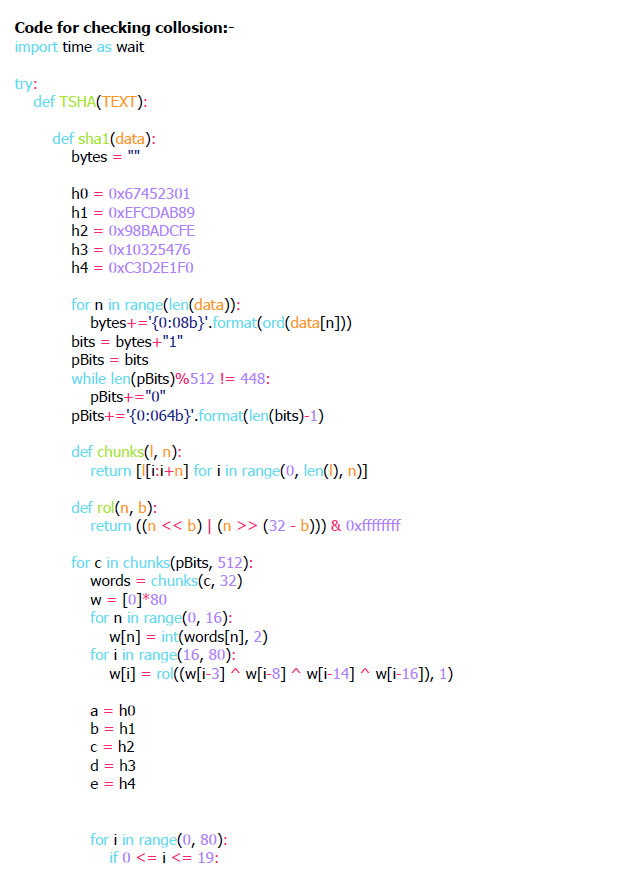 Code for checking collosion:-
import time as wait
try:
def TSHA(TEXT):
def sha1(data):
bytes = ""
h0 = 0x67452301
h1 = 0xEFCDAB89
h2 = 0x98BADCFE
h3 = 0x10325476
h4 = 0xC3D2E1F0
for n in range(len(data)):
bytes+='{0:08b}'.format(ord(data[n]))
bits = bytes+"1"
pBits = bits
while len(pBits)%512 != 448:
pBits+="0"
pBits+='{0:064b}'.format(len(bits)-1)
def chunks(l, n):
return [l[i:i+n] for i in range(0, len(l), n)]
def rol(n, b):
return ((n << b) | (n >> (32 - b))) & 0xffffffff
for c in chunks(pBits, 512):
words = chunks(c, 32)
w = [0]*80
for n in range(0, 16):
w[n] = int(words[n], 2)
for i in range(16, 80):
w[i] = rol((w[i-3] ^ w[i-8] ^ w[i-14] ^ w[i-16]), 1)
a = h0
b = h1
c = h2
d = h3
e = h4
for i in range(0, 80):
if 0 <= i <= 19: